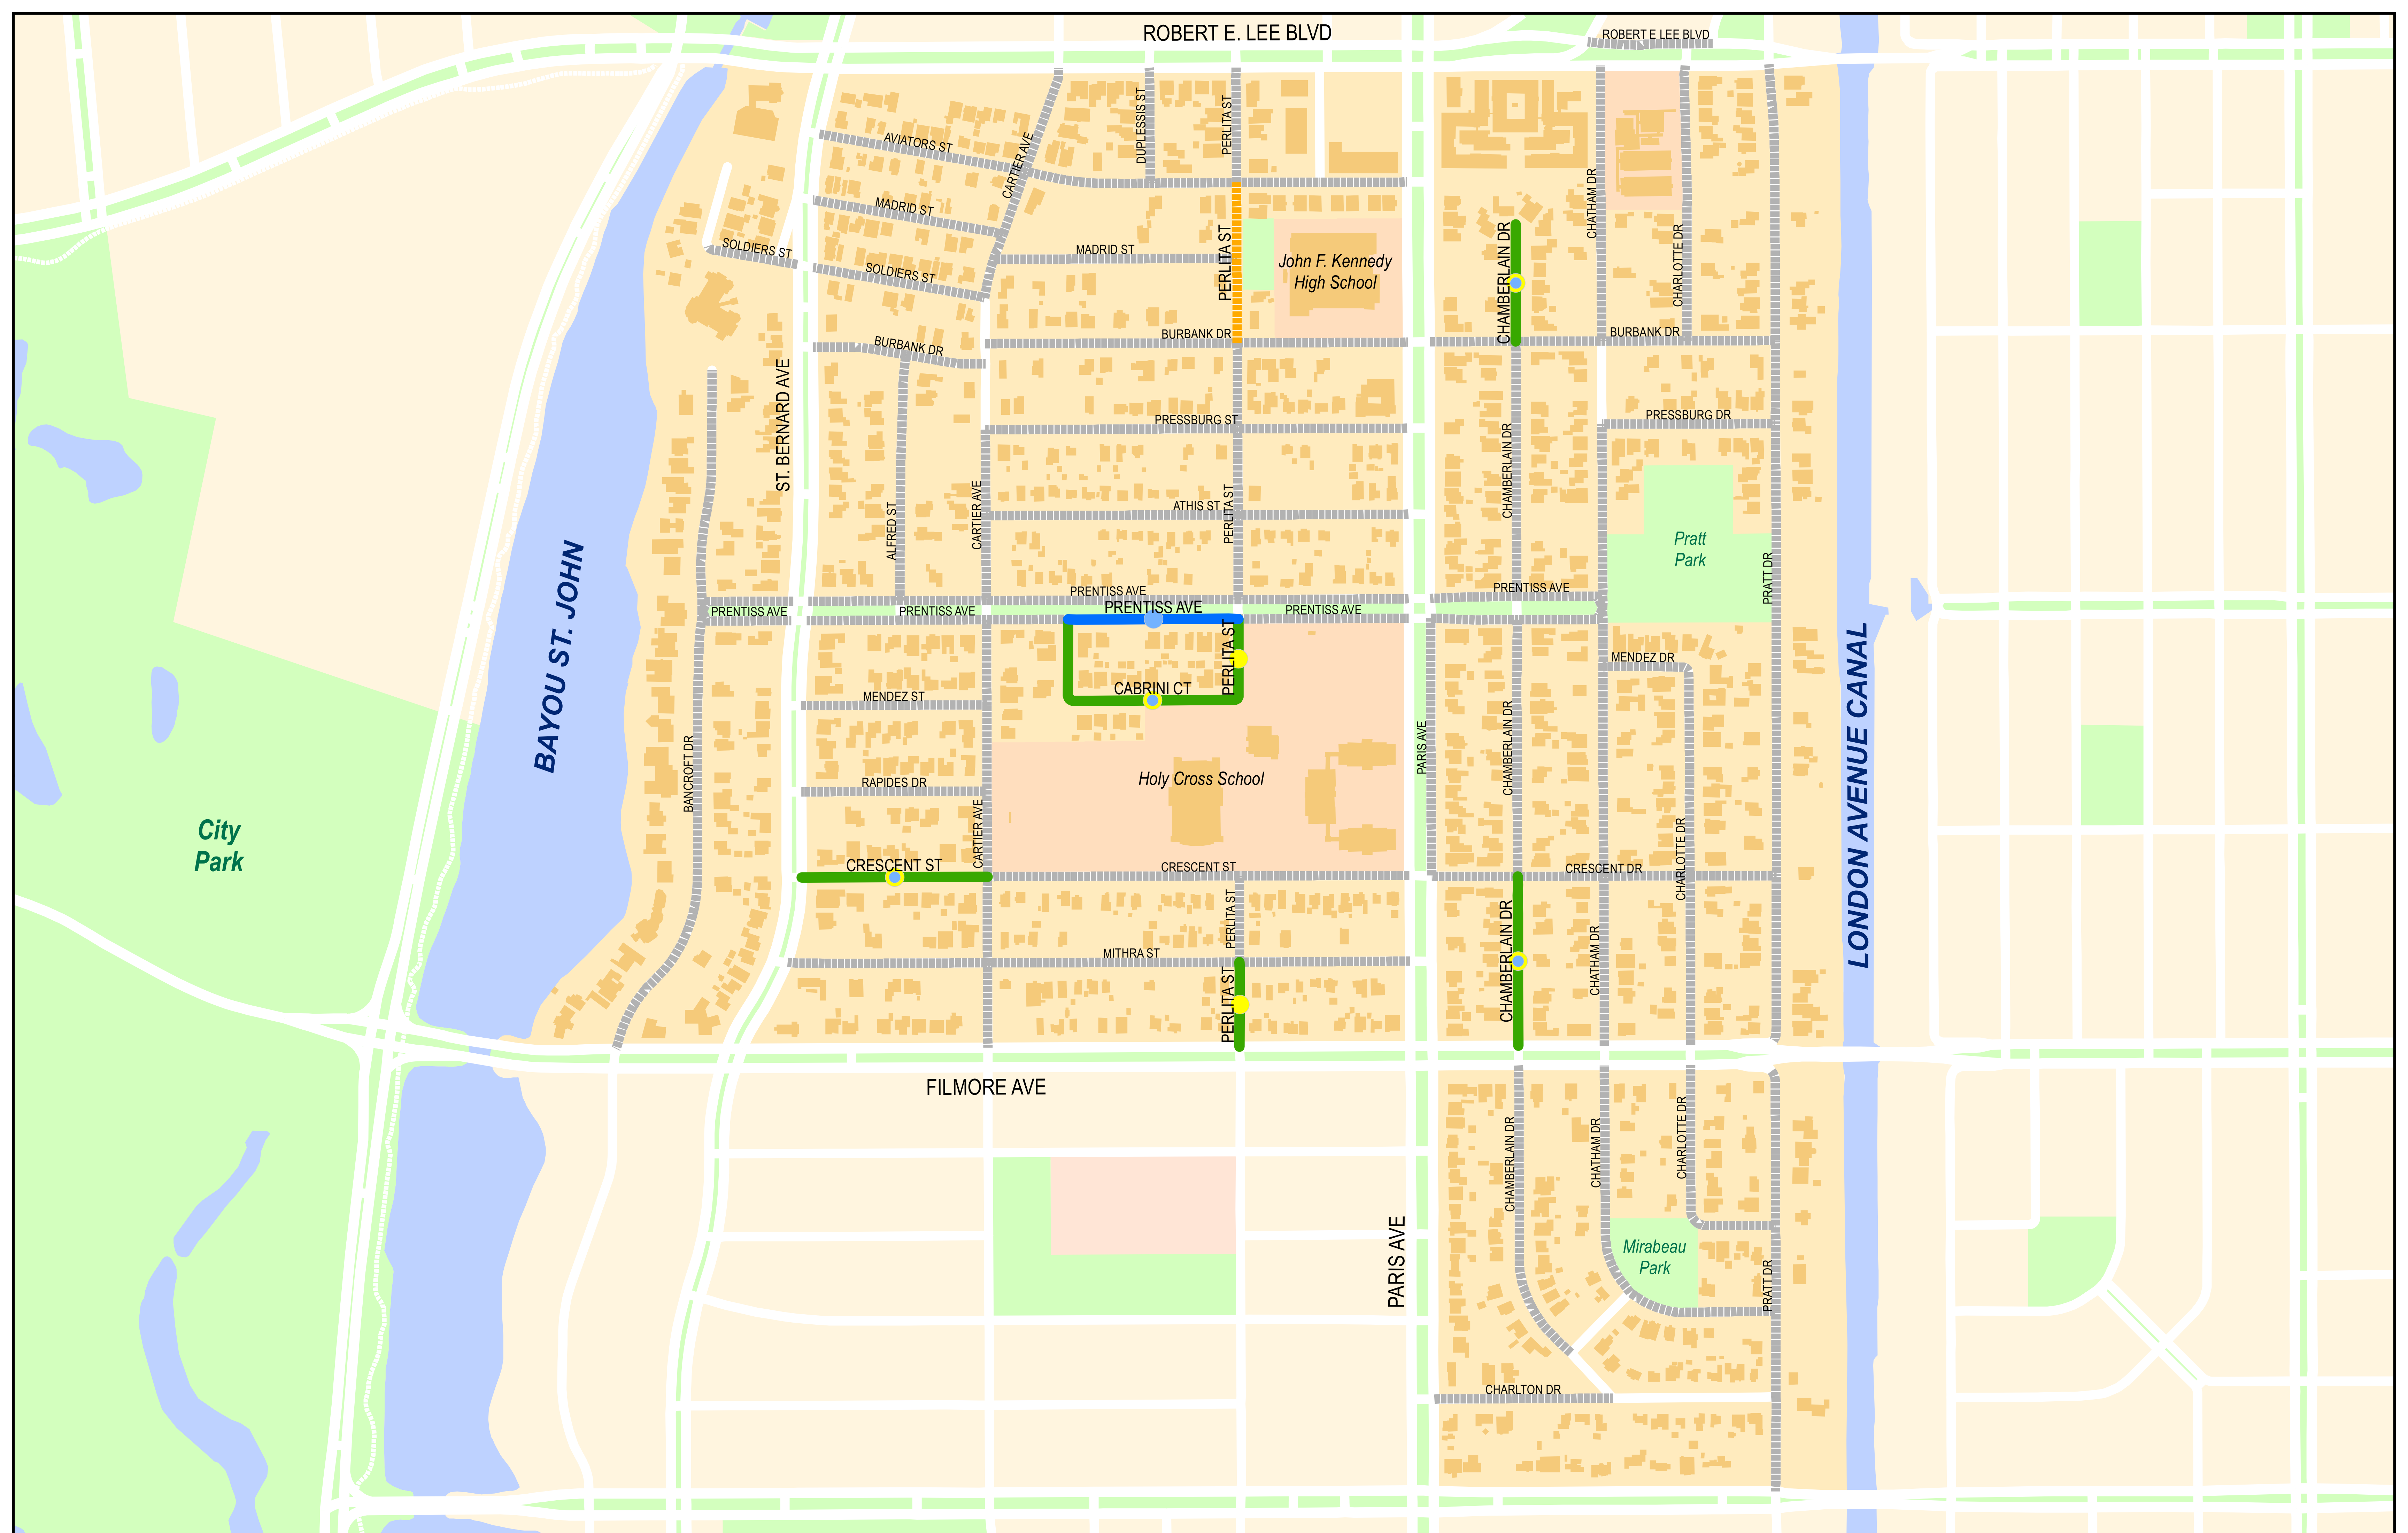 ROBERT E. LEE BLVD
ROBERT E LEE BLVD
AVIATORS ST
CARTIER AVE
DUPLESSIS ST
PERLITA ST
CHATHAM DR
MADRID ST
SOLDIERS ST
SOLDIERS ST
MADRID ST
PERLITA ST
John F. Kennedy
High School
CHAMBERLAIN DR
CHARLOTTE DR
BURBANK DR
BURBANK DR
BURBANK DR
ST. BERNARD AVE
PRESSBURG ST
PRESSBURG DR
ALFRED ST
CARTIER AVE
ATHIS ST
PERLITA ST
CHAMBERLAIN DR
Pratt
Park
PRATT DR
BAYOU ST. JOHN
PRENTISS AVE
PRENTISS AVE
PRENTISS AVE
PRENTISS AVE
PRENTISS AVE
PRENTISS AVE
PERLITA ST
CABRINI CT
MENDEZ ST
MENDEZ DR
BANCROFT DR
PARIS AVE
CHAMBERLAIN DR
LONDON AVENUE CANAL
RAPIDES DR
Holy Cross School
City
Park
CARTIER AVE
CHARLOTTE DR
CRESCENT ST
CRESCENT ST
CRESCENT DR
PERLITA ST
CHAMBERLAIN DR
CHATHAM DR
MITHRA ST
PERLITA ST
FILMORE AVE
CHAMBERLAIN DR
CHATHAM DR
CHARLOTTE DR
PARIS AVE
Mirabeau
Park
PRATT DR
CHARLTON DR